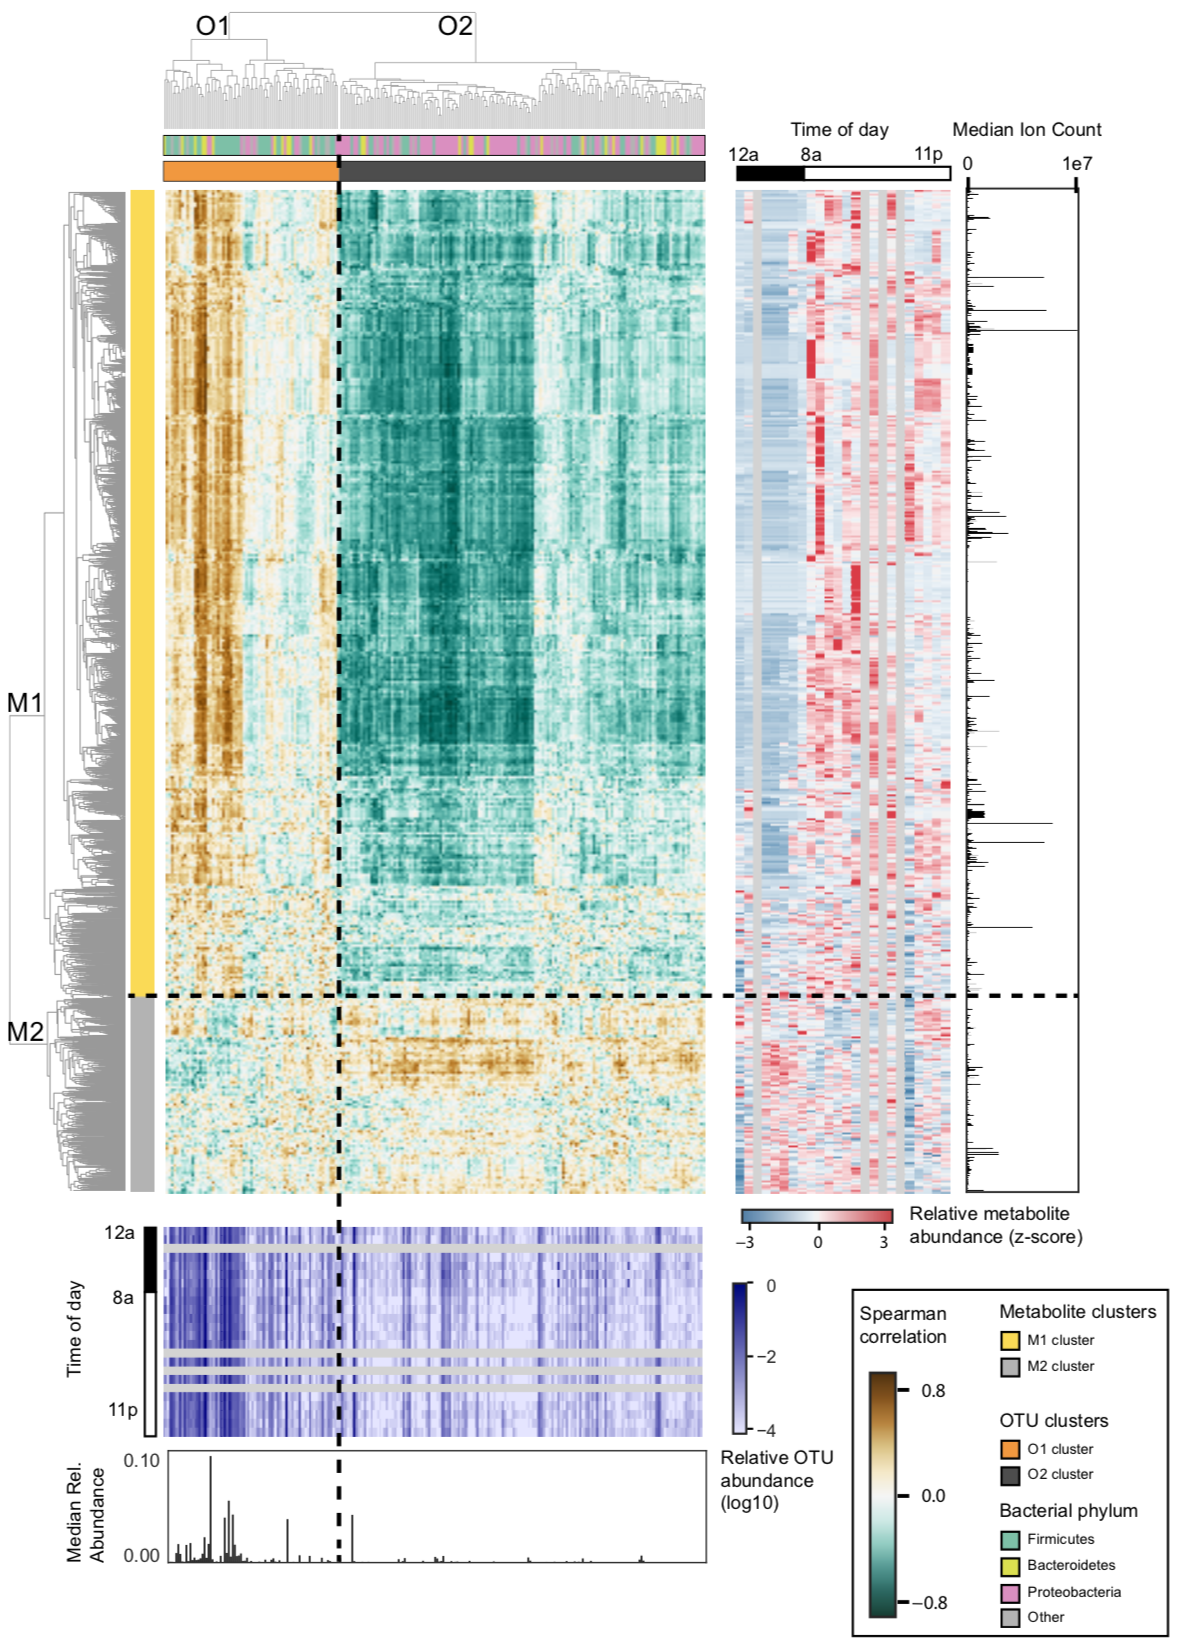 O1
O2
Time of day
12a
8a
11p
Median Ion Count
0
1e7
M1
M2
−3
0
3
Relative metabolite
abundance (z-score)
Time of day
12a
8a
11p
0
−2
−4
Relative OTU
abundance
(log10)
Median Rel.
Abundance
0.10
0.00
Spearman
correlation
0.8
0.0
−0.8
Metabolite clusters
M1 cluster
M2 cluster
OTU clusters
O1 cluster
O2 cluster
Bacterial phylum
Firmicutes
Bacteroidetes
Proteobacteria
Other